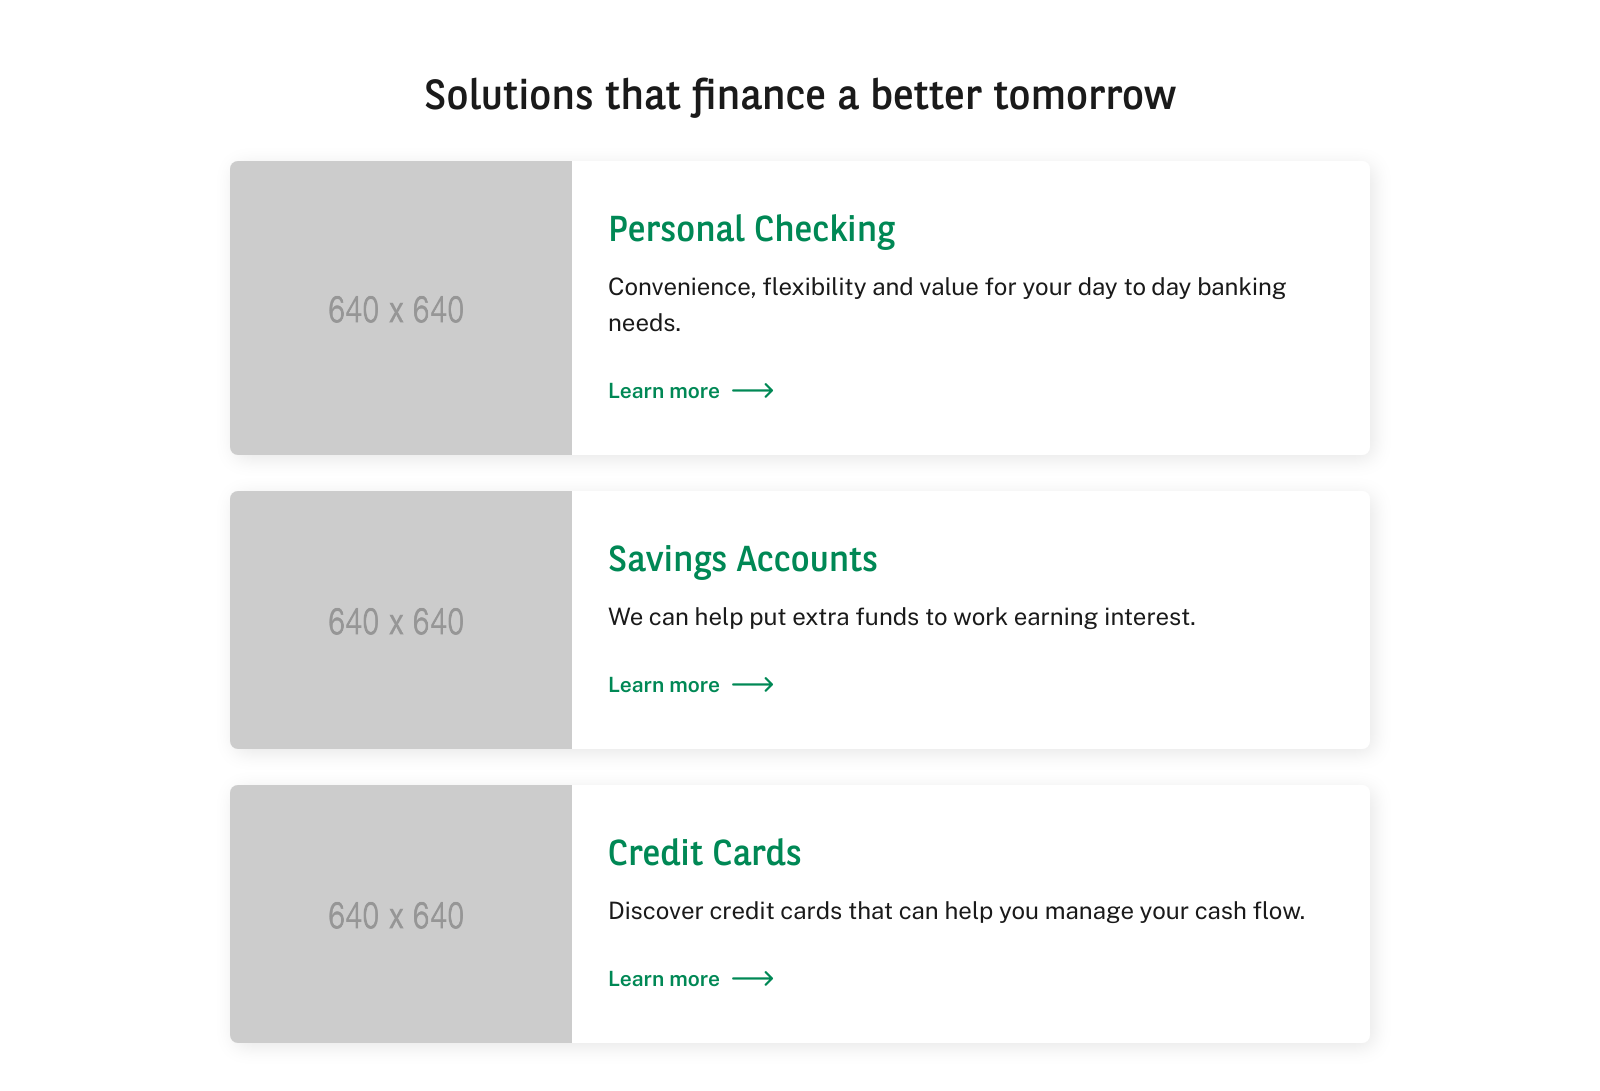 Solutions that finance a better tomorrow
640 x 640
Personal Checking
Convenience, flexibility and value for your day to day banking
needs.
Learn more
640 x 640
Savings Accounts
We can help put extra funds to work earning interest.
Learn more
640 x 640
Credit Cards
Discover credit cards that can help you manage your cash flow.
Learn more